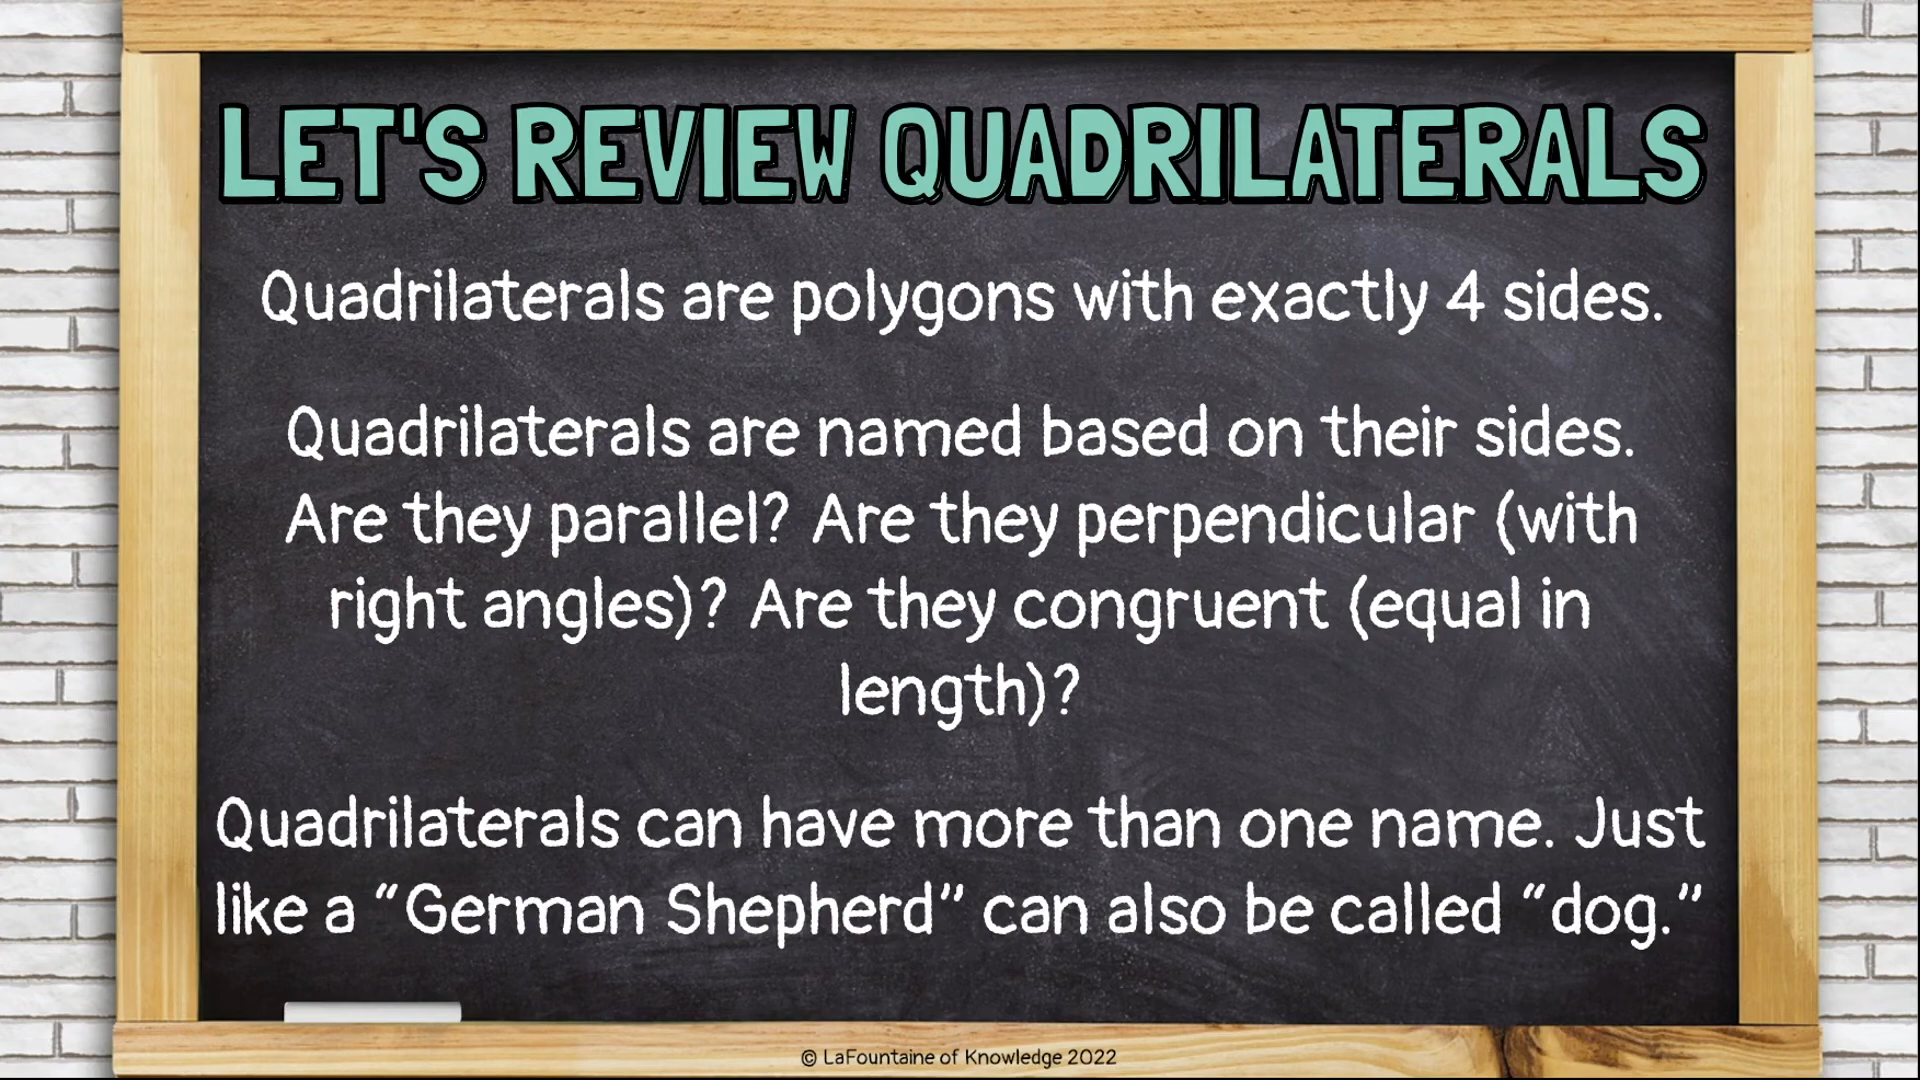 LET'S REVIEW QUADRILATERALS
Quadrilaterals are polygons with exactly 4 sides.
Quadrilaterals are named based on their sides.
Are they parallel? Are they perpendicular (with
right angles)? Are they congruent (equal in
length)?
Quadrilaterals can have more than one name. Just
like a “German Shepherd” can also be called “dog.”
© LaFountaine of Knowledge 2022